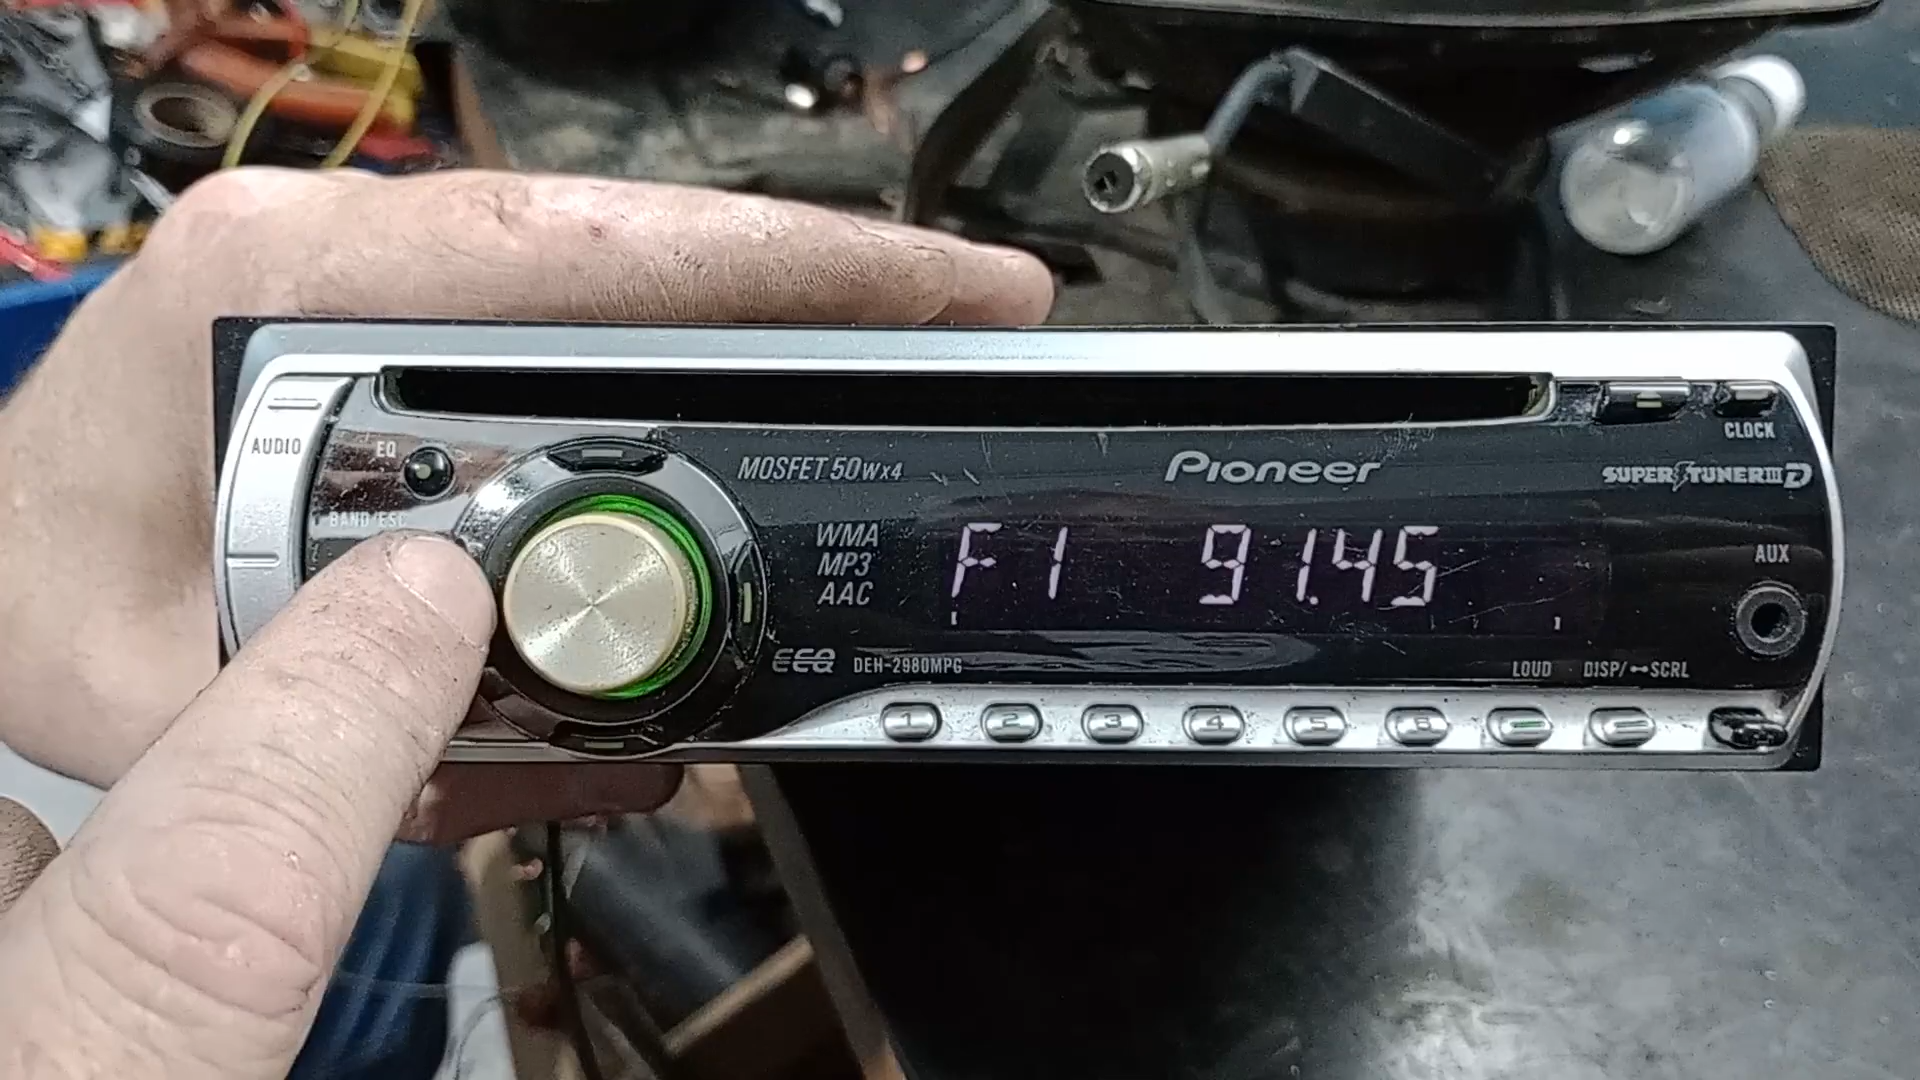 AUDIO
EQ
BAND/ESC
MOSFET 50Wx4
Pioneer
CLOCK
SUPER TUNER III D
WMA
MP3
AAC
F1 91.45
AUX
EEQ DEH-2980MPG
LOUD DISP/ SCRL
1 2 3 4 5 6